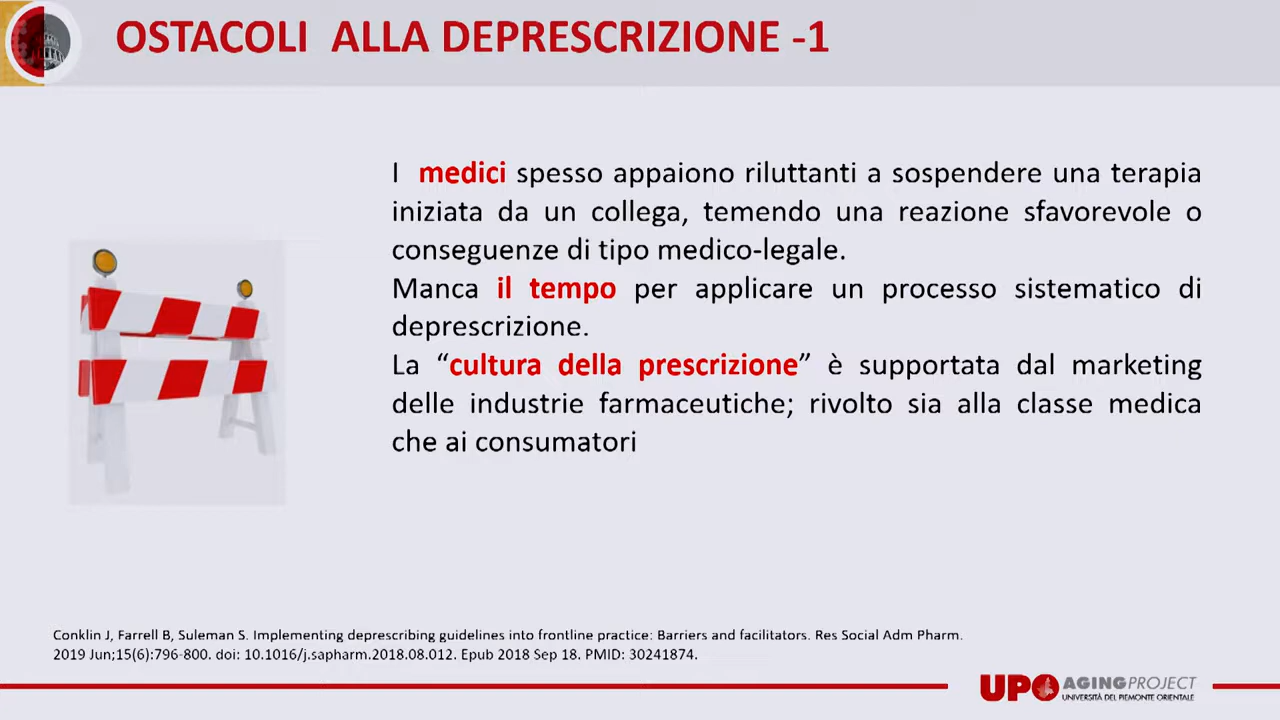 OSTACOLI ALLA DEPRESCRIZIONE -1
I medici spesso appaiono riluttanti a sospendere una terapia
iniziata da un collega, temendo una reazione sfavorevole o
conseguenze di tipo medico-legale.
Manca il tempo per applicare un processo sistematico di
deprescrizione.
La “cultura della prescrizione” è supportata dal marketing
delle industrie farmaceutiche; rivolto sia alla classe medica
che ai consumatori
Conklin J, Farrell B, Suleman S. Implementing deprescribing guidelines into frontline practice: Barriers and facilitators. Res Social Adm Pharm.
2019 Jun;15(6):796-800. doi: 10.1016/j.sapharm.2018.08.012. Epub 2018 Sep 18. PMID: 30241874.
UPO AGINGPROJECT
UNIVERSITÀ DEL PIEMONTE ORIENTALE